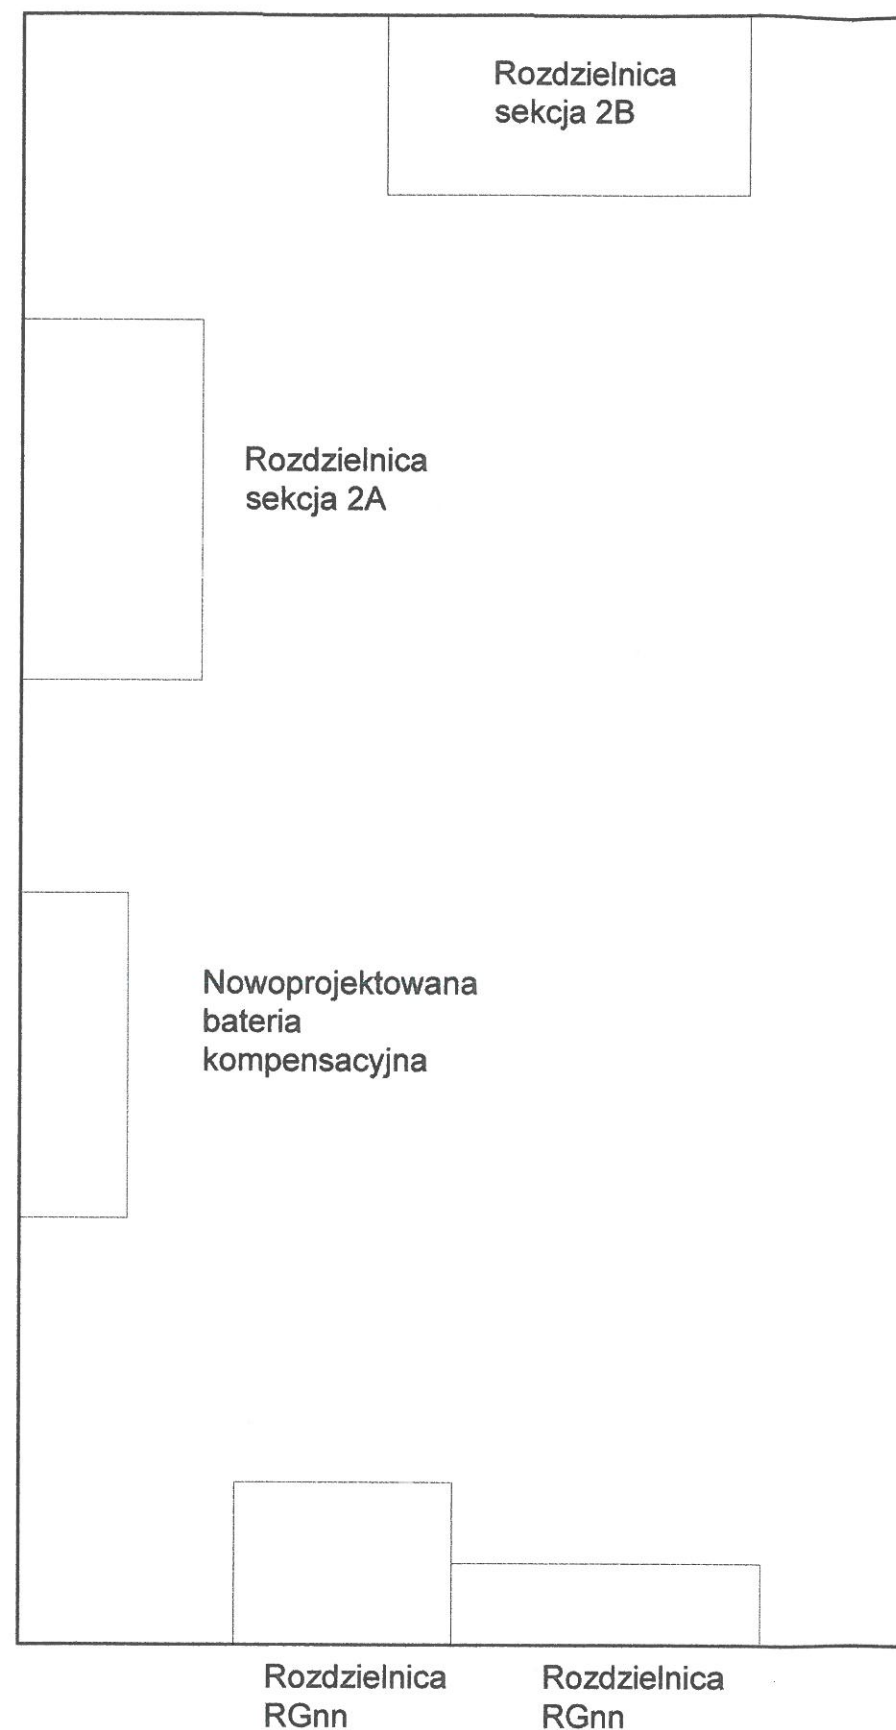 Rozdzielnica
sekcja 2B
Rozdzielnica
sekcja 2A
Nowoprojektowana
bateria
kompensacyjna
Rozdzielnica
RGnn
Rozdzielnica
RGnn